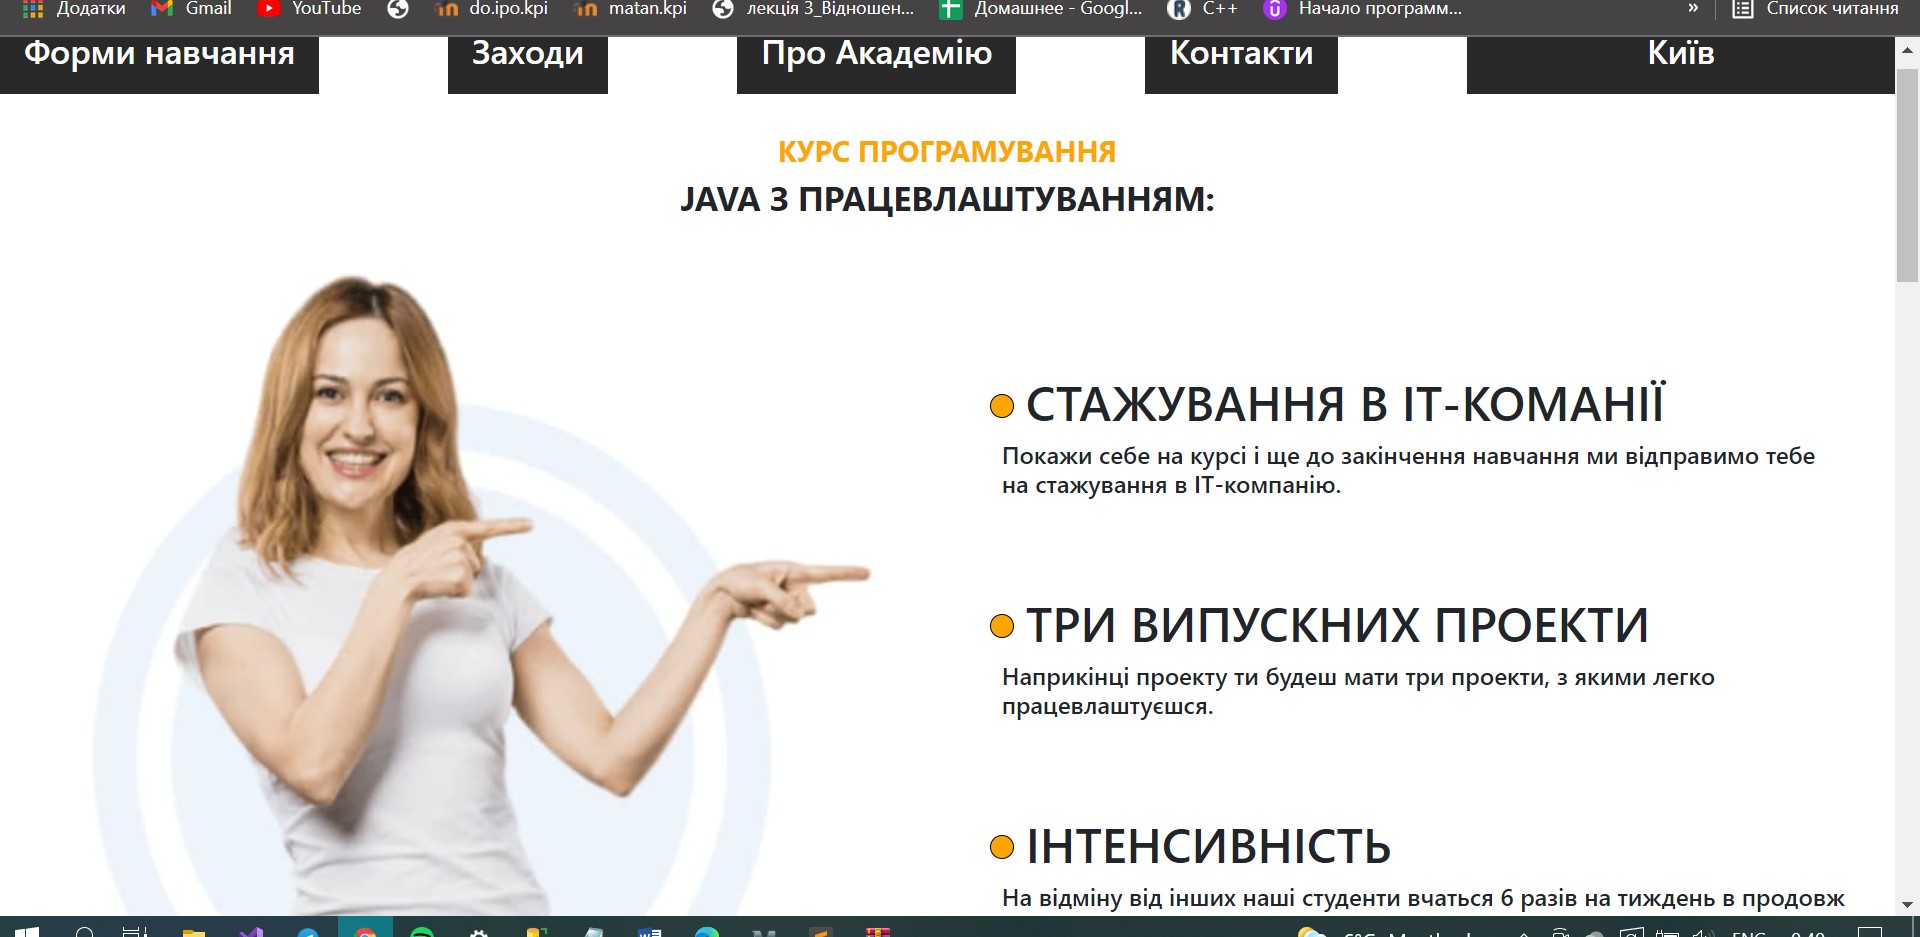 Додатки Gmail YouTube do.ipo.kpi matan.kpi лекція 3_Відношен... Домашнее - Googl... C++ Начало программ... » Список читання
Форми навчання Заходи Про Академію Контакти Київ
КУРС ПРОГРАМУВАННЯ
JAVA З ПРАЦЕВЛАШТУВАННЯМ:
СТАЖУВАННЯ В ІТ-КОМАНІЇ
Покажи себе на курсі і ще до закінчення навчання ми відправимо тебе
на стажування в ІТ-компанію.
ТРИ ВИПУСКНИХ ПРОЕКТИ
Наприкінці проекту ти будеш мати три проекти, з якими легко
працевлаштуєшся.
ІНТЕНСИВНІСТЬ
На відміну від інших наші студенти вчаться 6 разів на тиждень в продовж